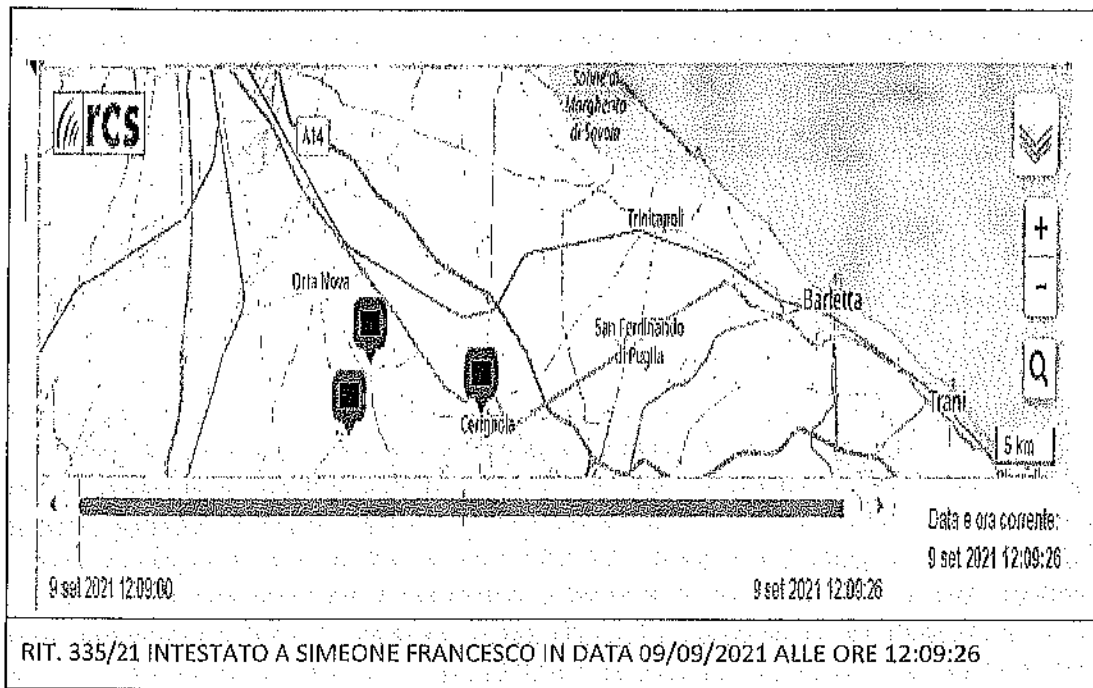 Saline di
Margherita
di Savoia
rcs
A14
Trinitapoli
+
Orta Nova
-
Barletta
San Ferdinando
di Puglia
Cerignola
Trani
5 km
Data e ora corrente:
9 set 2021 12:09:26
9 set 2021 12:09:00
9 set 2021 12:09:26
RIT. 335/21 INTESTATO A SIMEONE FRANCESCO IN DATA 09/09/2021 ALLE ORE 12:09:26